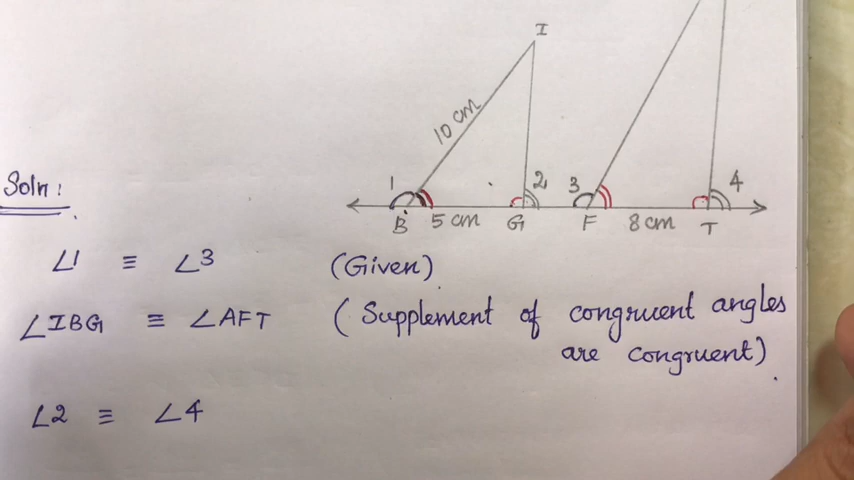 I
10 cm
1
2
3
4
B
5 cm
G
F
8 cm
T
Soln:
∠1 ≡ ∠3 (Given)
∠IBG ≡ ∠AFT (Supplement of congruent angles
are congruent).
∠2 ≡ ∠4